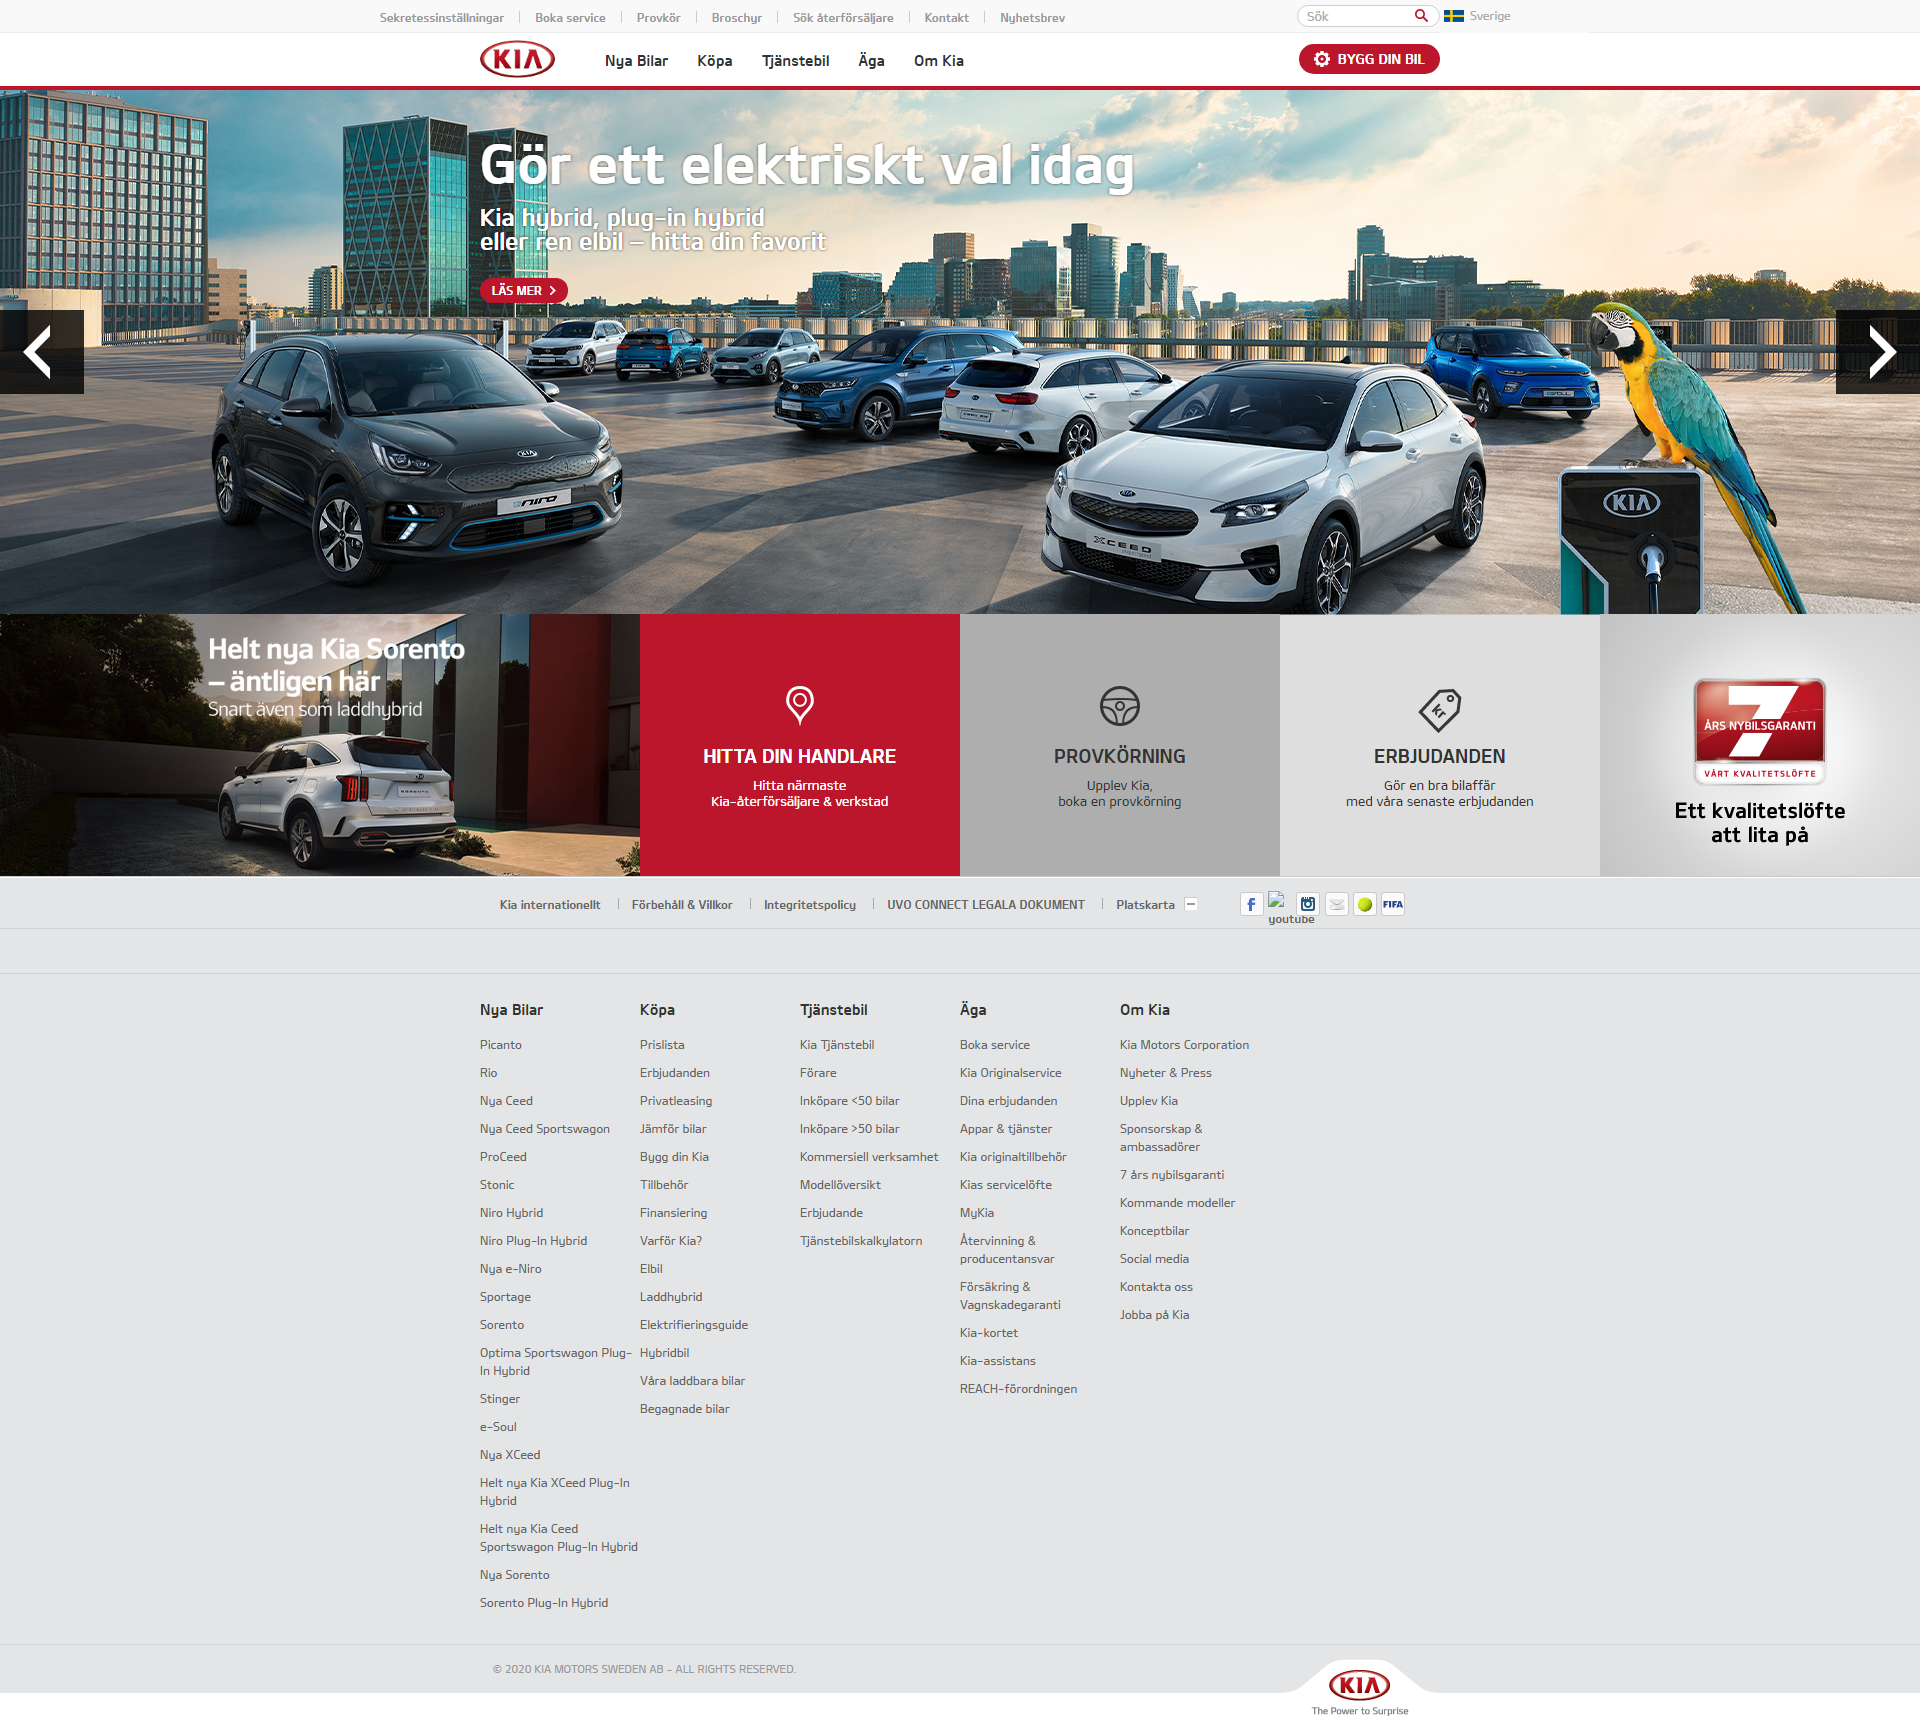 Sekretessinställningar
Boka service
Provkör
Broschyr
Sök återförsäljare
Kontakt
Nyhetsbrev
Sök
Sverige
KIA
Nya Bilar
Köpa
Tjänstebil
Äga
Om Kia
BYGG DIN BIL
Gör ett elektriskt val idag
Kia hybrid, plug-in hybrid
eller ren elbil – hitta din favorit
LÄS MER
KIA
e-NIRO
XCEED
KIA
Helt nya Kia Sorento
– äntligen här
Snart även som laddhybrid
SORENTO
HITTA DIN HANDLARE
Hitta närmaste
Kia-återförsäljare & verkstad
PROVKÖRNING
Upplev Kia,
boka en provkörning
Kr
ERBJUDANDEN
Gör en bra bilaffär
med våra senaste erbjudanden
7
ÅRS NYBILSGARANTI
VÅRT KVALITETSLÖFTE
Ett kvalitetslöfte
att lita på
Kia internationellt
Förbehåll & Villkor
Integritetspolicy
UVO CONNECT LEGALA DOKUMENT
Platskarta
f
youtube
FIFA
Nya Bilar
Picanto
Rio
Nya Ceed
Nya Ceed Sportswagon
ProCeed
Stonic
Niro Hybrid
Niro Plug-In Hybrid
Nya e-Niro
Sportage
Sorento
Optima Sportswagon Plug-
In Hybrid
Stinger
e-Soul
Nya XCeed
Helt nya Kia XCeed Plug-In
Hybrid
Helt nya Kia Ceed
Sportswagon Plug-In Hybrid
Nya Sorento
Sorento Plug-In Hybrid
Köpa
Prislista
Erbjudanden
Privatleasing
Jämför bilar
Bygg din Kia
Tillbehör
Finansiering
Varför Kia?
Elbil
Laddhybrid
Elektrifieringsguide
Hybridbil
Våra laddbara bilar
Begagnade bilar
Tjänstebil
Kia Tjänstebil
Förare
Inköpare <50 bilar
Inköpare >50 bilar
Kommersiell verksamhet
Modellöversikt
Erbjudande
Tjänstebilskalkylatorn
Äga
Boka service
Kia Originalservice
Dina erbjudanden
Appar & tjänster
Kia originaltillbehör
Kias servicelöfte
MyKia
Återvinning &
producentansvar
Försäkring &
Vagnskadegaranti
Kia-kortet
Kia-assistans
REACH-förordningen
Om Kia
Kia Motors Corporation
Nyheter & Press
Upplev Kia
Sponsorskap &
ambassadörer
7 års nybilsgaranti
Kommande modeller
Konceptbilar
Social media
Kontakta oss
Jobba på Kia
© 2020 KIA MOTORS SWEDEN AB - ALL RIGHTS RESERVED.
KIA
The Power to Surprise